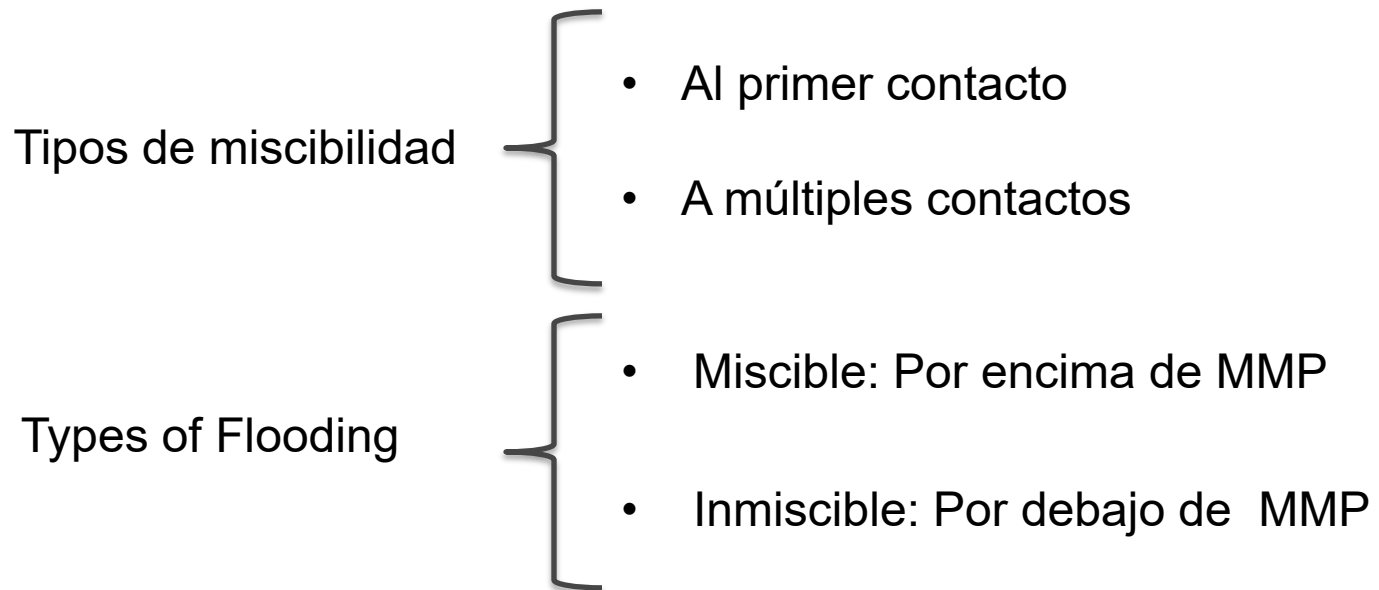 Tipos de miscibilidad
• Al primer contacto
• A múltiples contactos
Types of Flooding
• Miscible: Por encima de MMP
• Inmiscible: Por debajo de MMP